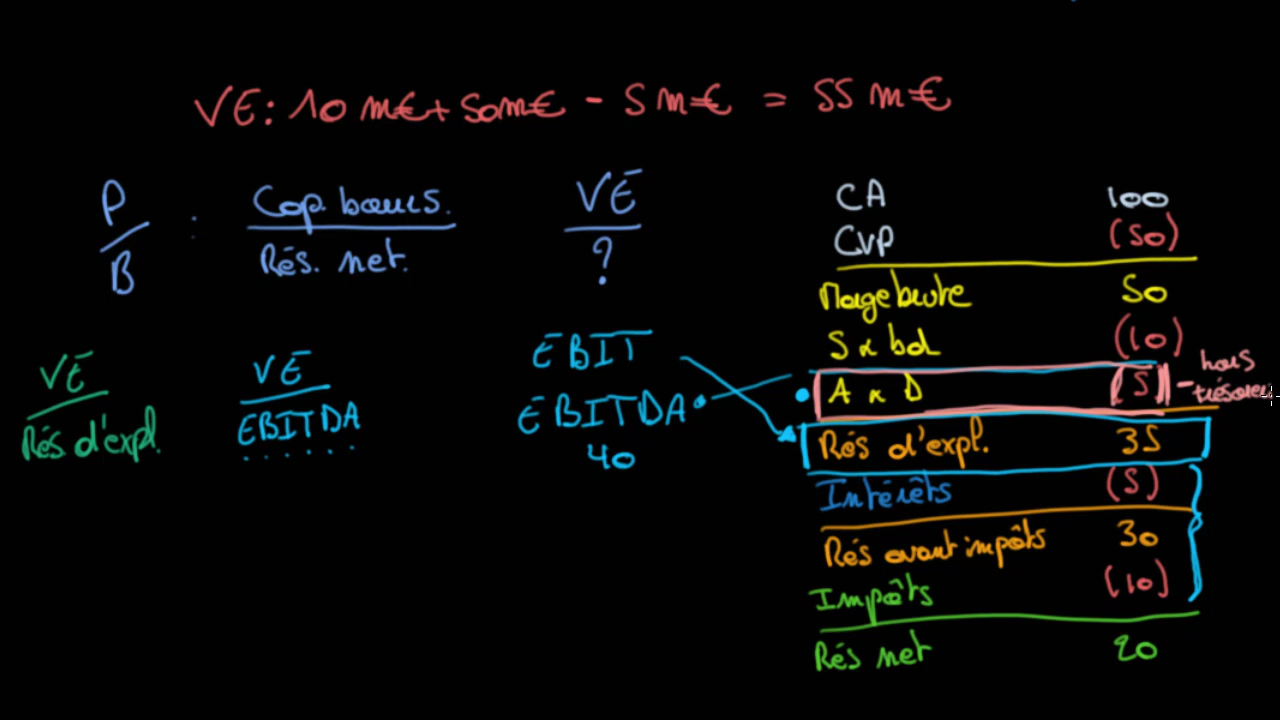 VE: 10 m€ + 50 m€ - 5 m€ = 55 m€
P/B : Cap. bours. / Rés. net.
VE / ?
EBIT
EBITDA
40
VE / Rés d'expl.
VE / EBITDA
CA 100
CVP (50)
Marge brute 50
S & bd (10)
A & D (5) - hors
Rés d'expl. 35
Intérêts (5)
Rés avant impôts 30
Impôts (10)
Rés net 20